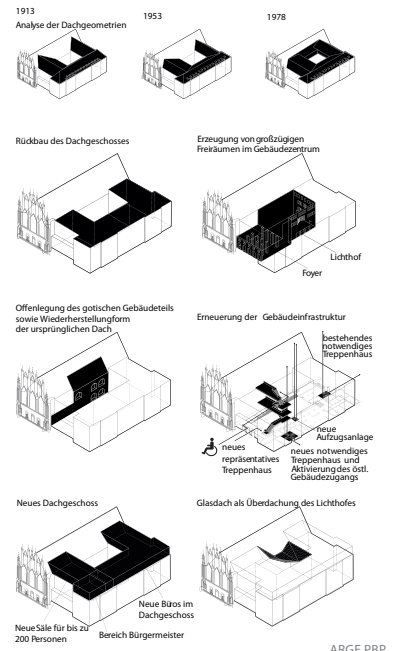 1913
Analyse der Dachgeometrien
1953
1978
Rückbau des Dachgeschosses
Erzeugung von großzügigen
Freiräumen im Gebäudezentrum
Lichthof
Foyer
Offenlegung des gotischen Gebäudeteils
sowie Wiederherstellungform
der ursprünglichen Dach
Erneuerung der Gebäudeinfrastruktur
bestehendes
notwendiges
Treppenhaus
neue
Aufzugsanlage
neues
repräsentatives
Treppenhaus
neues notwendiges
Treppenhaus und
Aktivierung des östl.
Gebäudezugangs
Neues Dachgeschoss
Neue Büros im
Dachgeschoss
Neue Säle für bis zu
200 Personen
Bereich Bürgermeister
Glasdach als Überdachung des Lichthofes
ARGE PBP